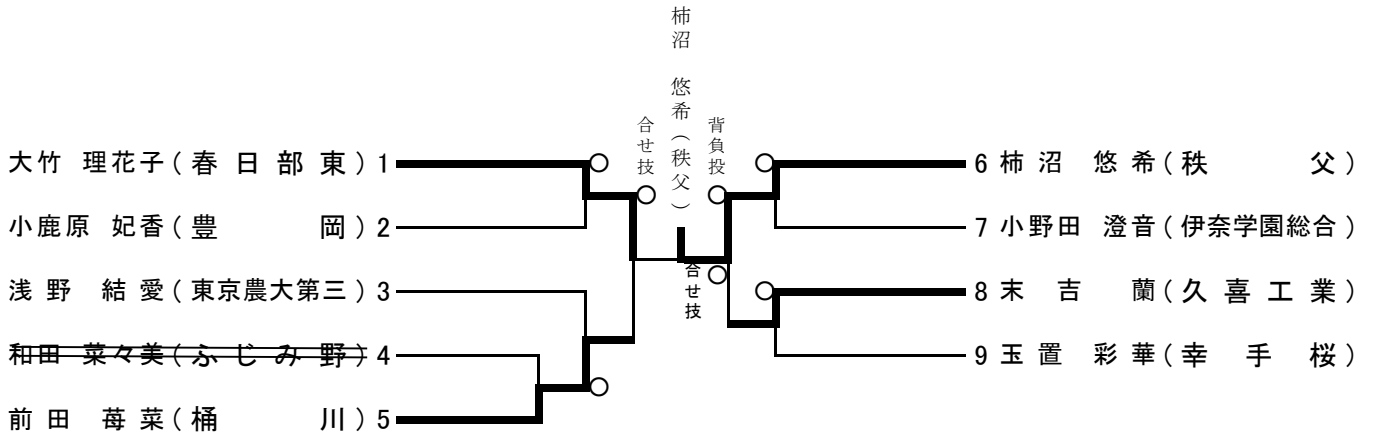 柿沼 悠希(秩父)
合せ技
背負投
大竹 理花子(春日部東)1
小鹿原 妃香(豊岡)2
浅野 結愛(東京農大第三)3
和田 菜々美(ふじみ野)4
前田 苺菜(桶川)5
合せ技
6 柿沼 悠希(秩父)
7 小野田 澄音(伊奈学園総合)
8 末吉 蘭(久喜工業)
9 玉置 彩華(幸手桜)